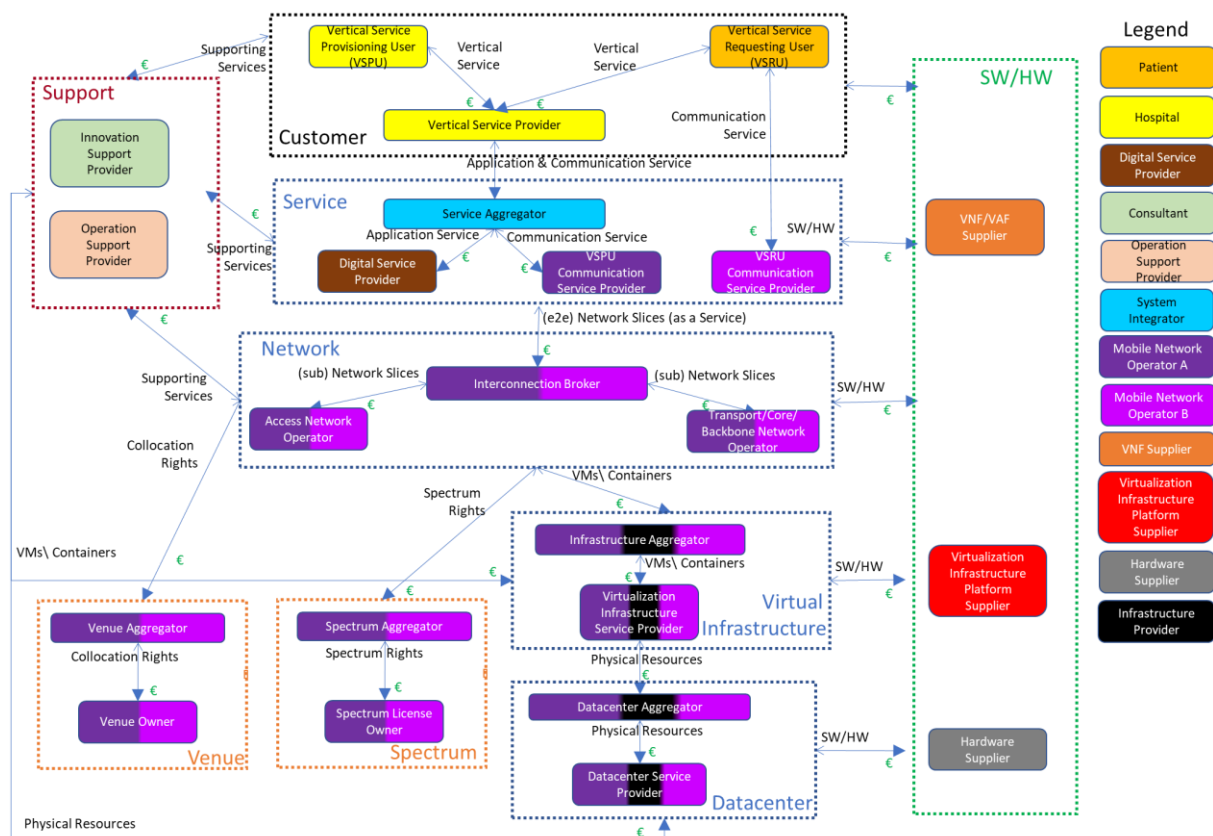 Vertical Service
Provisioning User
(VSPU)
Vertical
Service
Vertical
Service
Vertical Service
Requesting User
(VSRU)
Supporting
Services
€
€
€
Vertical Service Provider
Customer
Communication
Service
€
Application & Communication Service
Support
Innovation
Support
Provider
Operation
Support
Provider
€
Supporting
Services
Service
Service Aggregator
Application Service
Communication Service
€
€
€
Digital Service
Provider
VSPU
Communication
Service Provider
VSRU
Communication
Service Provider
SW/HW
€
(e2e) Network Slices (as a Service)
€
€
Supporting
Services
Network
(sub) Network Slices
Interconnection Broker
(sub) Network Slices
€
€
Access Network
Operator
Transport/Core/
Backbone Network
Operator
SW/HW
€
Collocation
Rights
€
Spectrum
Rights
€
VMs\ Containers
€
VMs\ Containers
€
Infrastructure Aggregator
VMs\ Containers
€
Virtualization
Infrastructure
Service Provider
Virtual
Infrastructure
SW/HW
€
Physical Resources
€
Venue Aggregator
Collocation Rights
€
Venue Owner
Venue
€
Spectrum Aggregator
Spectrum Rights
€
Spectrum License
Owner
Spectrum
€
Datacenter Aggregator
Physical Resources
€
Datacenter Service
Provider
Datacenter
SW/HW
€
Physical Resources
€
SW/HW
VNF/VAF
Supplier
Virtualization
Infrastructure
Platform
Supplier
Hardware
Supplier
Legend
Patient
Hospital
Digital Service
Provider
Consultant
Operation
Support
Provider
System
Integrator
Mobile Network
Operator A
Mobile Network
Operator B
VNF Supplier
Virtualization
Infrastructure
Platform
Supplier
Hardware
Supplier
Infrastructure
Provider